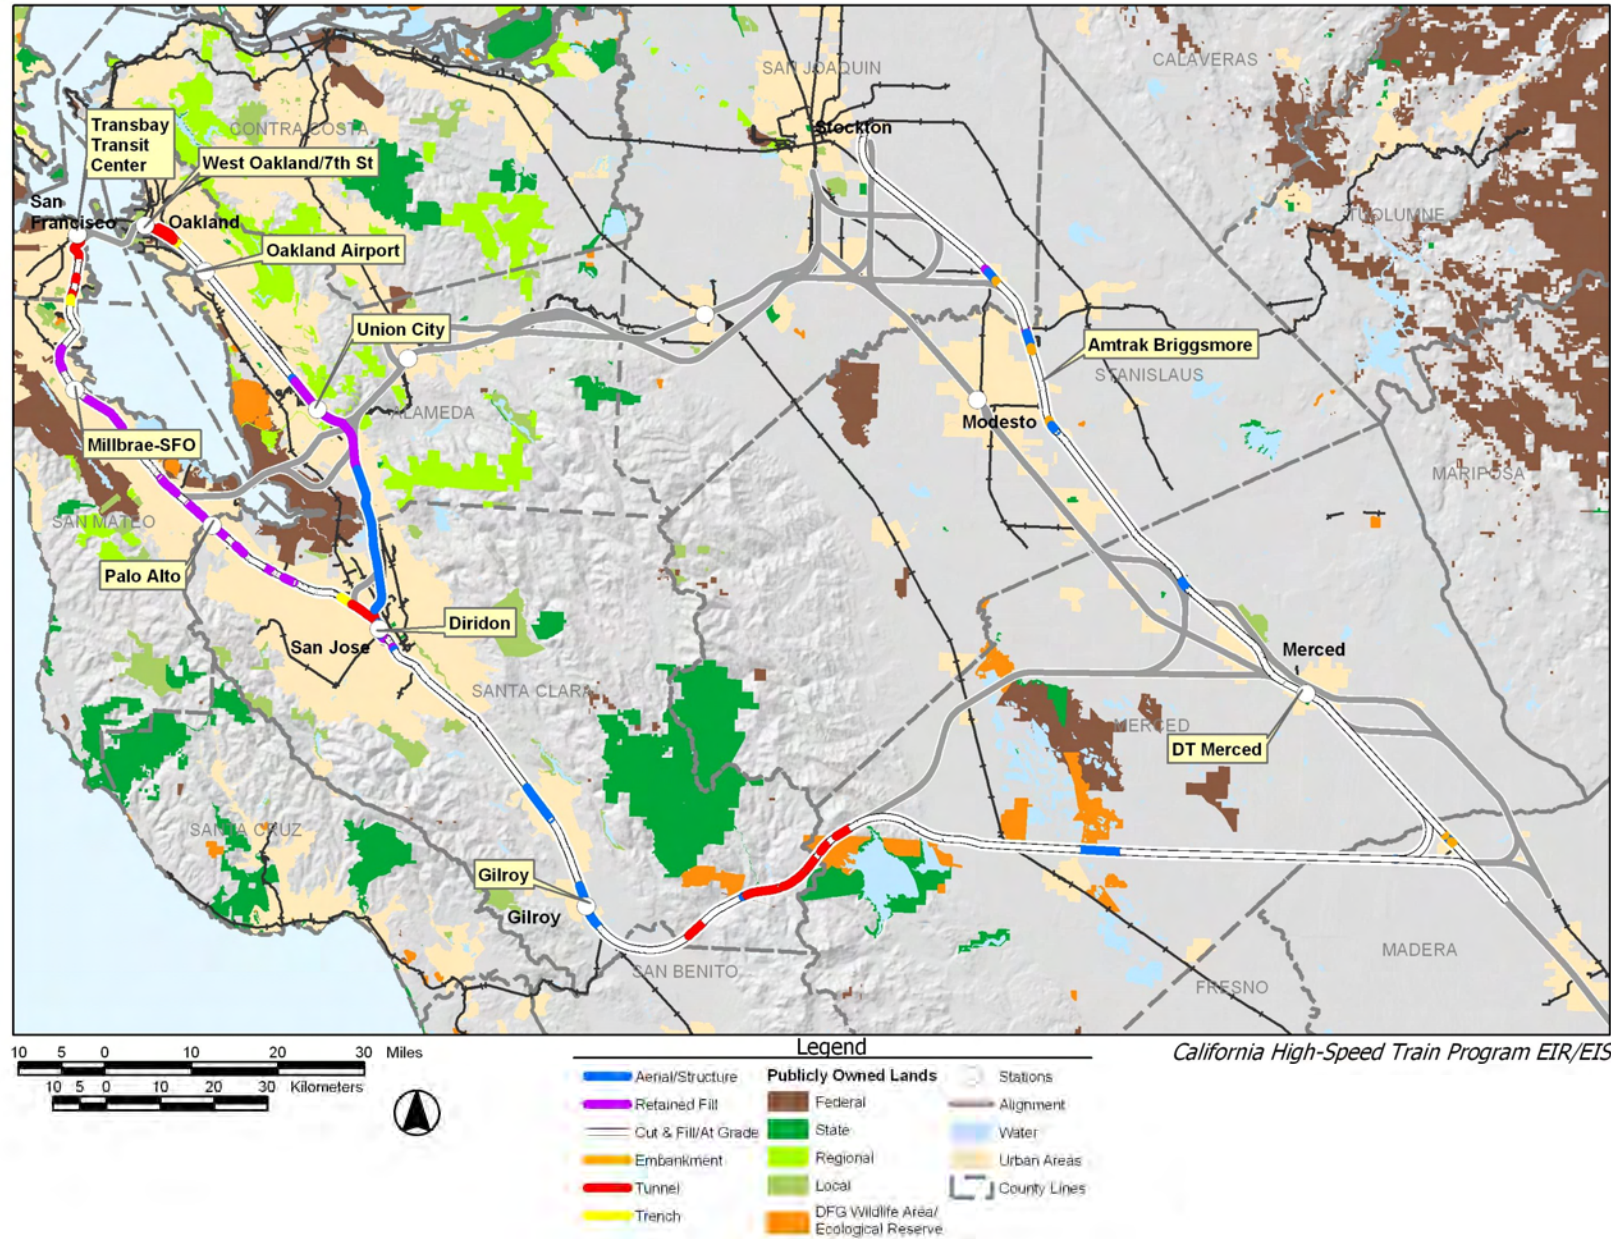 CALAVERAS
SAN JOAQUIN
Transbay
Transit
Center
CONTRA COSTA
Stockton
West Oakland/7th St
San
Francisco
Oakland
TUOLUMNE
Oakland Airport
Union City
Amtrak Briggsmore
STANISLAUS
ALAMEDA
Modesto
Millbrae-SFO
MARIPOSA
SAN MATEO
Palo Alto
Diridon
San Jose
Merced
SANTA CLARA
MERCED
DT Merced
SANTA CRUZ
Gilroy
Gilroy
MADERA
SAN BENITO
FRESNO
10 5 0 10 20 30 Miles
10 5 0 10 20 30 Kilometers
Legend
California High-Speed Train Program EIR/EIS
Aerial/Structure
Retained Fill
Cut & Fill/At Grade
Embankment
Tunnel
Trench
Publicly Owned Lands
Federal
State
Regional
Local
DFG Wildlife Area/
Ecological Reserve
Stations
Alignment
Water
Urban Areas
County Lines